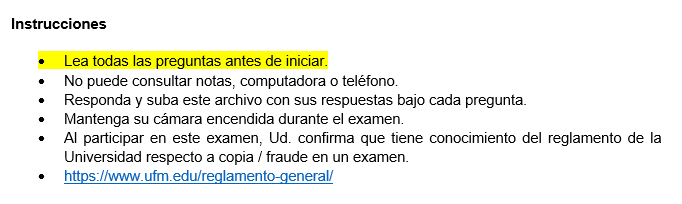 Instrucciones
• Lea todas las preguntas antes de iniciar.
• No puede consultar notas, computadora o teléfono.
• Responda y suba este archivo con sus respuestas bajo cada pregunta.
• Mantenga su cámara encendida durante el examen.
• Al participar en este examen, Ud. confirma que tiene conocimiento del reglamento de la
Universidad respecto a copia / fraude en un examen.
• https://www.ufm.edu/reglamento-general/